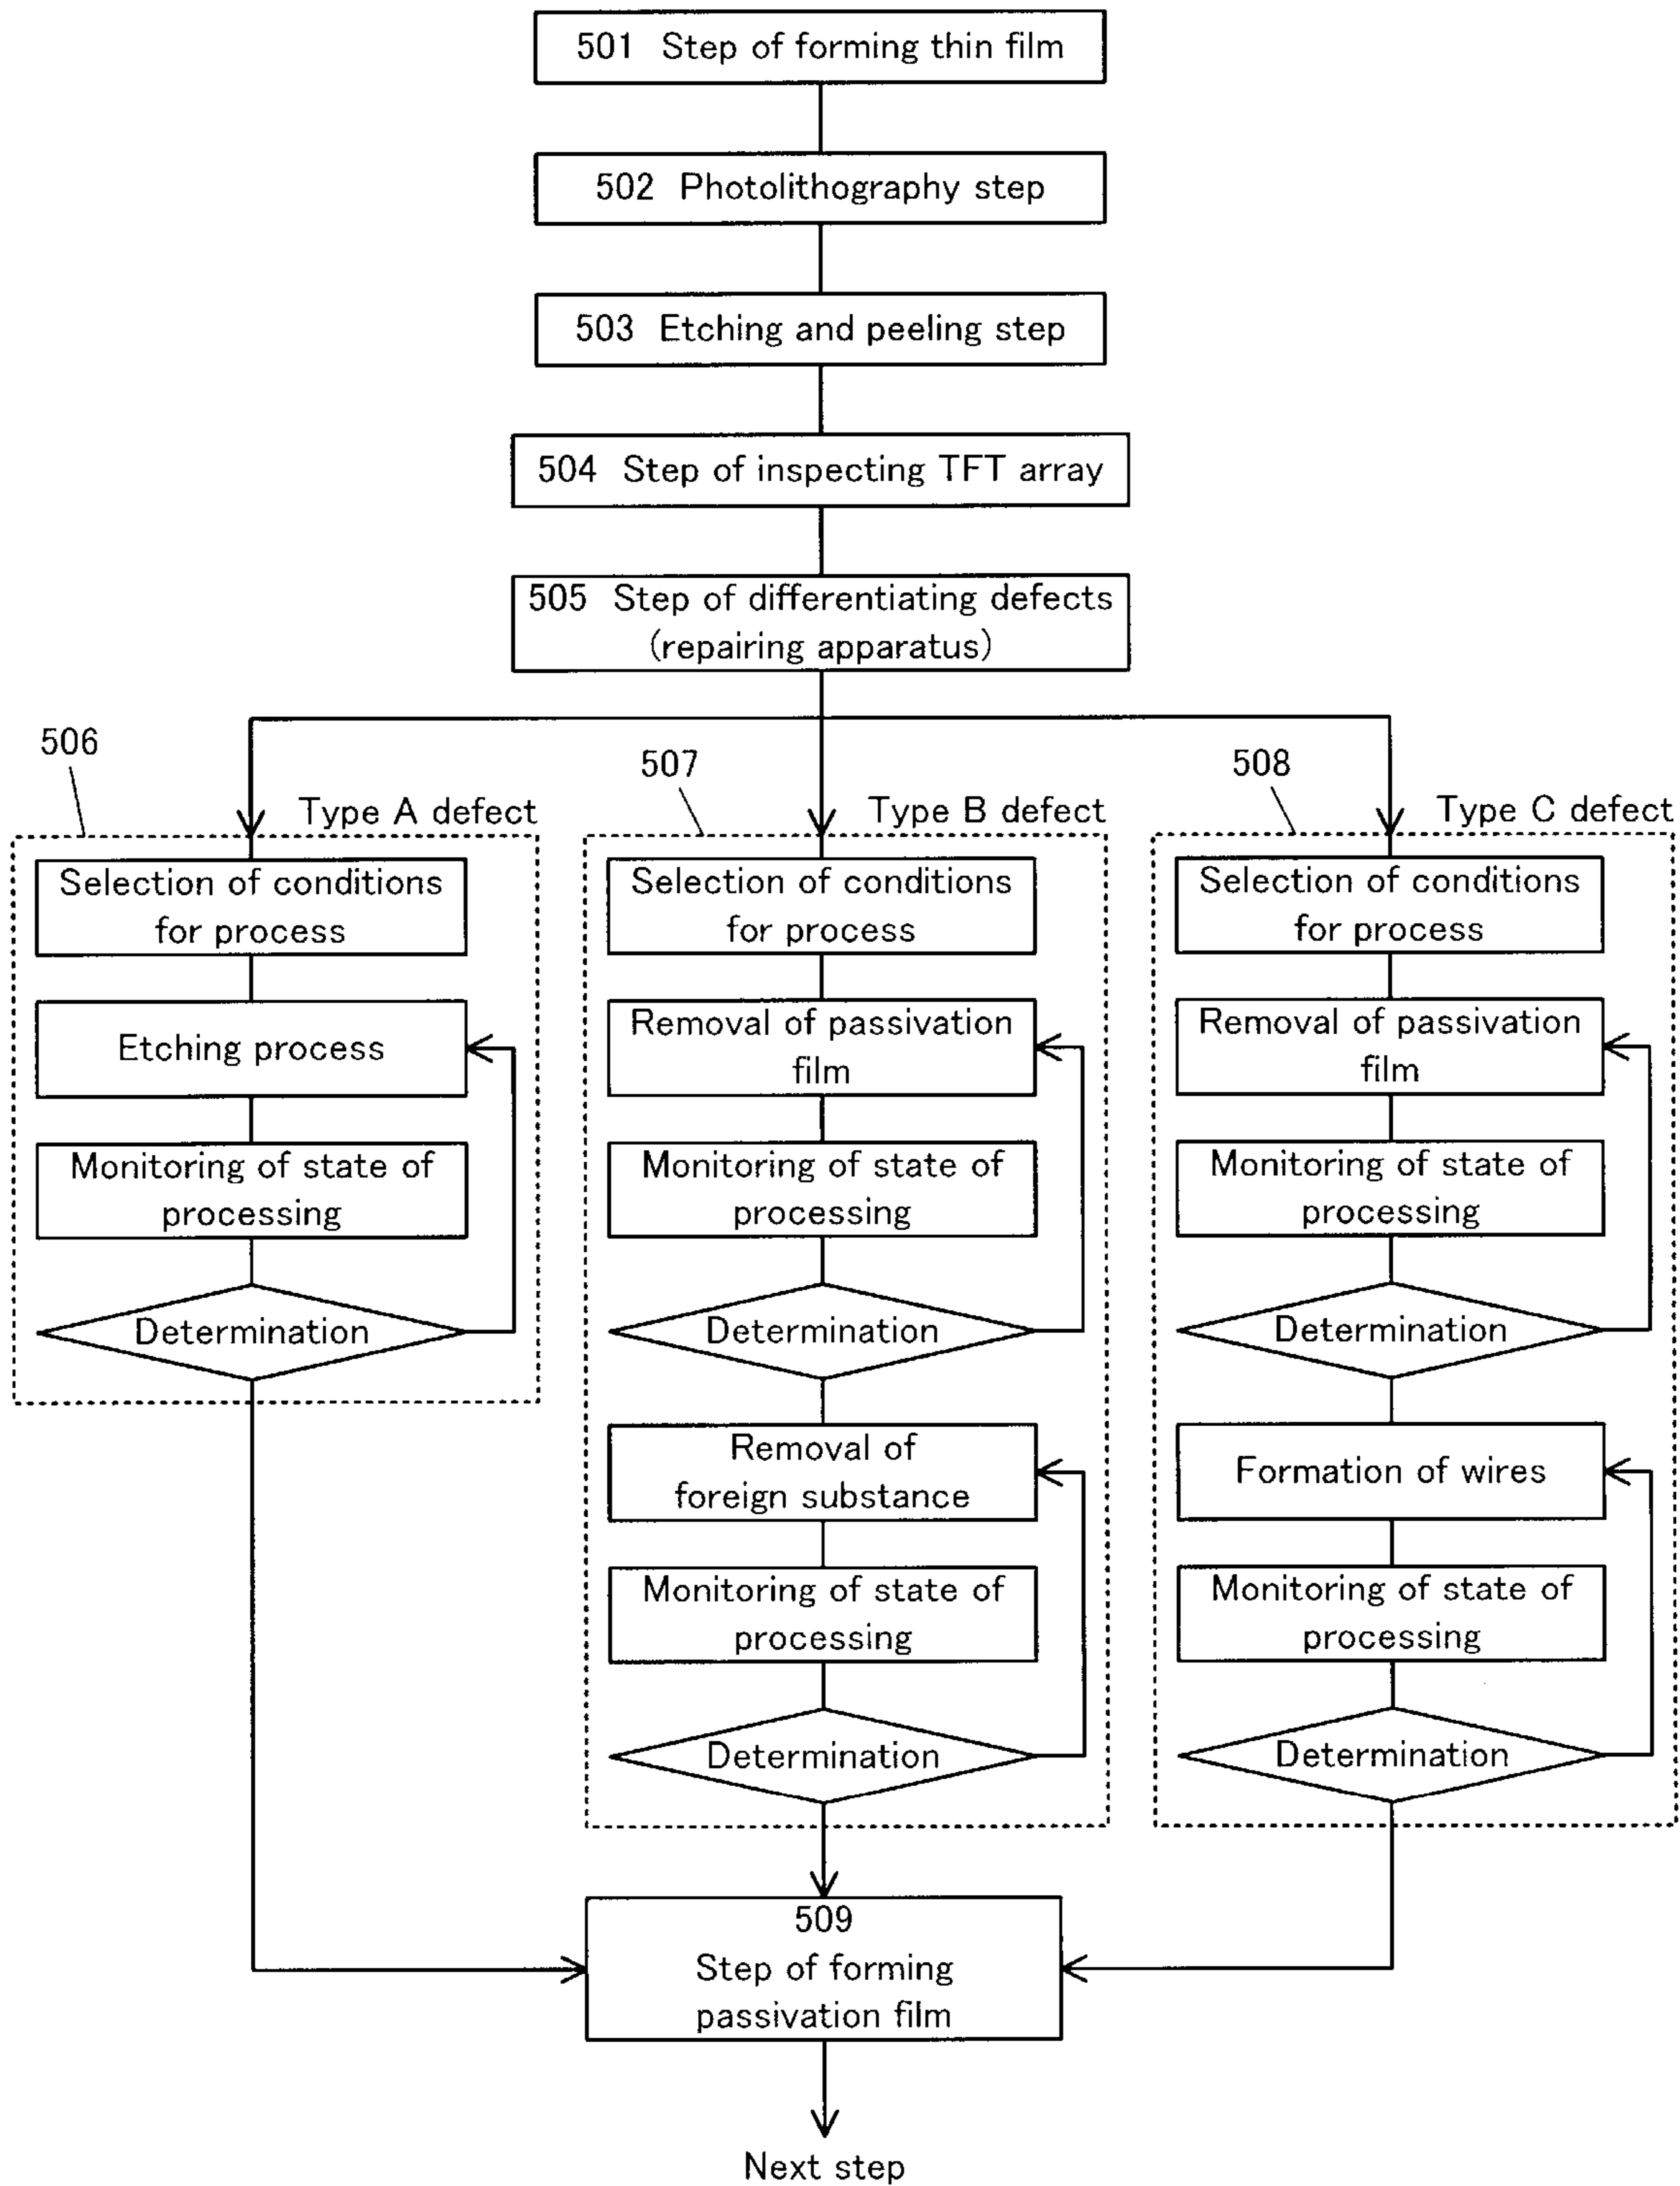 501 Step of forming thin film
502 Photolithography step
503 Etching and peeling step
504 Step of inspecting TFT array
505 Step of differentiating defects
(repairing apparatus)
506
Type A defect
Selection of conditions
for process
Etching process
Monitoring of state of
processing
Determination
507
Type B defect
Selection of conditions
for process
Removal of passivation
film
Monitoring of state of
processing
Determination
Removal of
foreign substance
Monitoring of state of
processing
Determination
508
Type C defect
Selection of conditions
for process
Removal of passivation
film
Monitoring of state of
processing
Determination
Formation of wires
Monitoring of state of
processing
Determination
509
Step of forming
passivation film
Next step